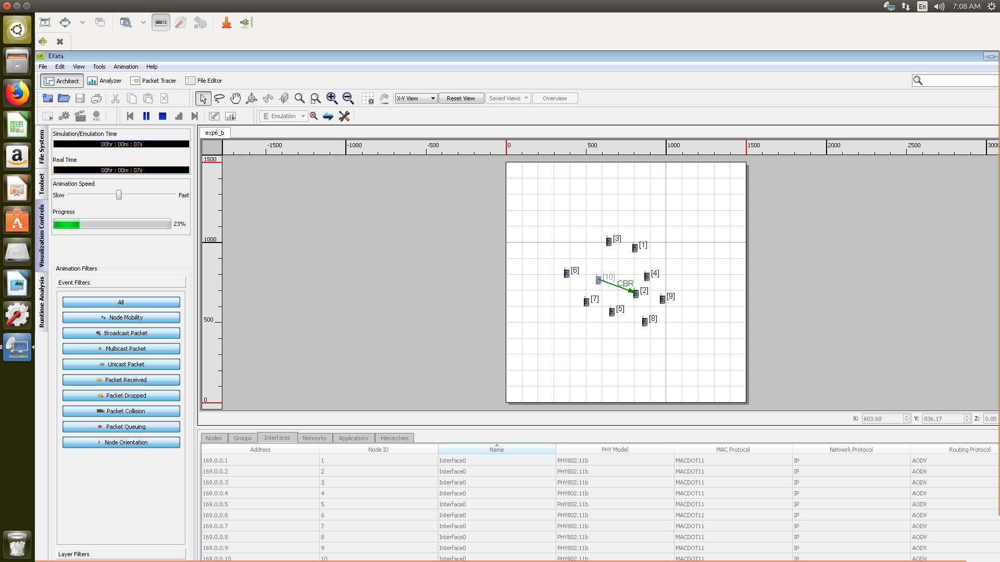 En 7:08 AM
EXata
File Edit View Tools Animation Help
Architect Analyzer Packet Tracer File Editor
X-Y View Reset View Saved Views Overview
REC E Emulation
File System
Toolset
Visualization Controls
Runtime Analysis
Simulation/Emulation Time
00hr : 00m : 07s
Real Time
00hr : 00m : 07s
Animation Speed
Slow Fast
Progress
23%
Animation Filters
Event Filters
All
Node Mobility
Broadcast Packet
Multicast Packet
Unicast Packet
Packet Received
Packet Dropped
Packet Collision
Packet Queuing
Node Orientation
Layer Filters
exp6_b
-1500 -1000 -500 0 500 1000 1500 2000 2500 3000
1500
1000
500
0
[3]
[1]
[6]
[4]
[10]
CBR
[2]
[9]
[7]
[5]
[8]
X: 603.68 Y: 836.17 Z: 0.00
Nodes Groups Interfaces Networks Applications Hierarchies
Address Node ID Name PHY Model MAC Protocol Network Protocol Routing Protocol
169.0.0.1 1 Interface0 PHY802.11b MACDOT11 IP AODV
169.0.0.2 2 Interface0 PHY802.11b MACDOT11 IP AODV
169.0.0.3 3 Interface0 PHY802.11b MACDOT11 IP AODV
169.0.0.4 4 Interface0 PHY802.11b MACDOT11 IP AODV
169.0.0.5 5 Interface0 PHY802.11b MACDOT11 IP AODV
169.0.0.6 6 Interface0 PHY802.11b MACDOT11 IP AODV
169.0.0.7 7 Interface0 PHY802.11b MACDOT11 IP AODV
169.0.0.8 8 Interface0 PHY802.11b MACDOT11 IP AODV
169.0.0.9 9 Interface0 PHY802.11b MACDOT11 IP AODV
169.0.0.10 10 Interface0 PHY802.11b MACDOT11 IP AODV